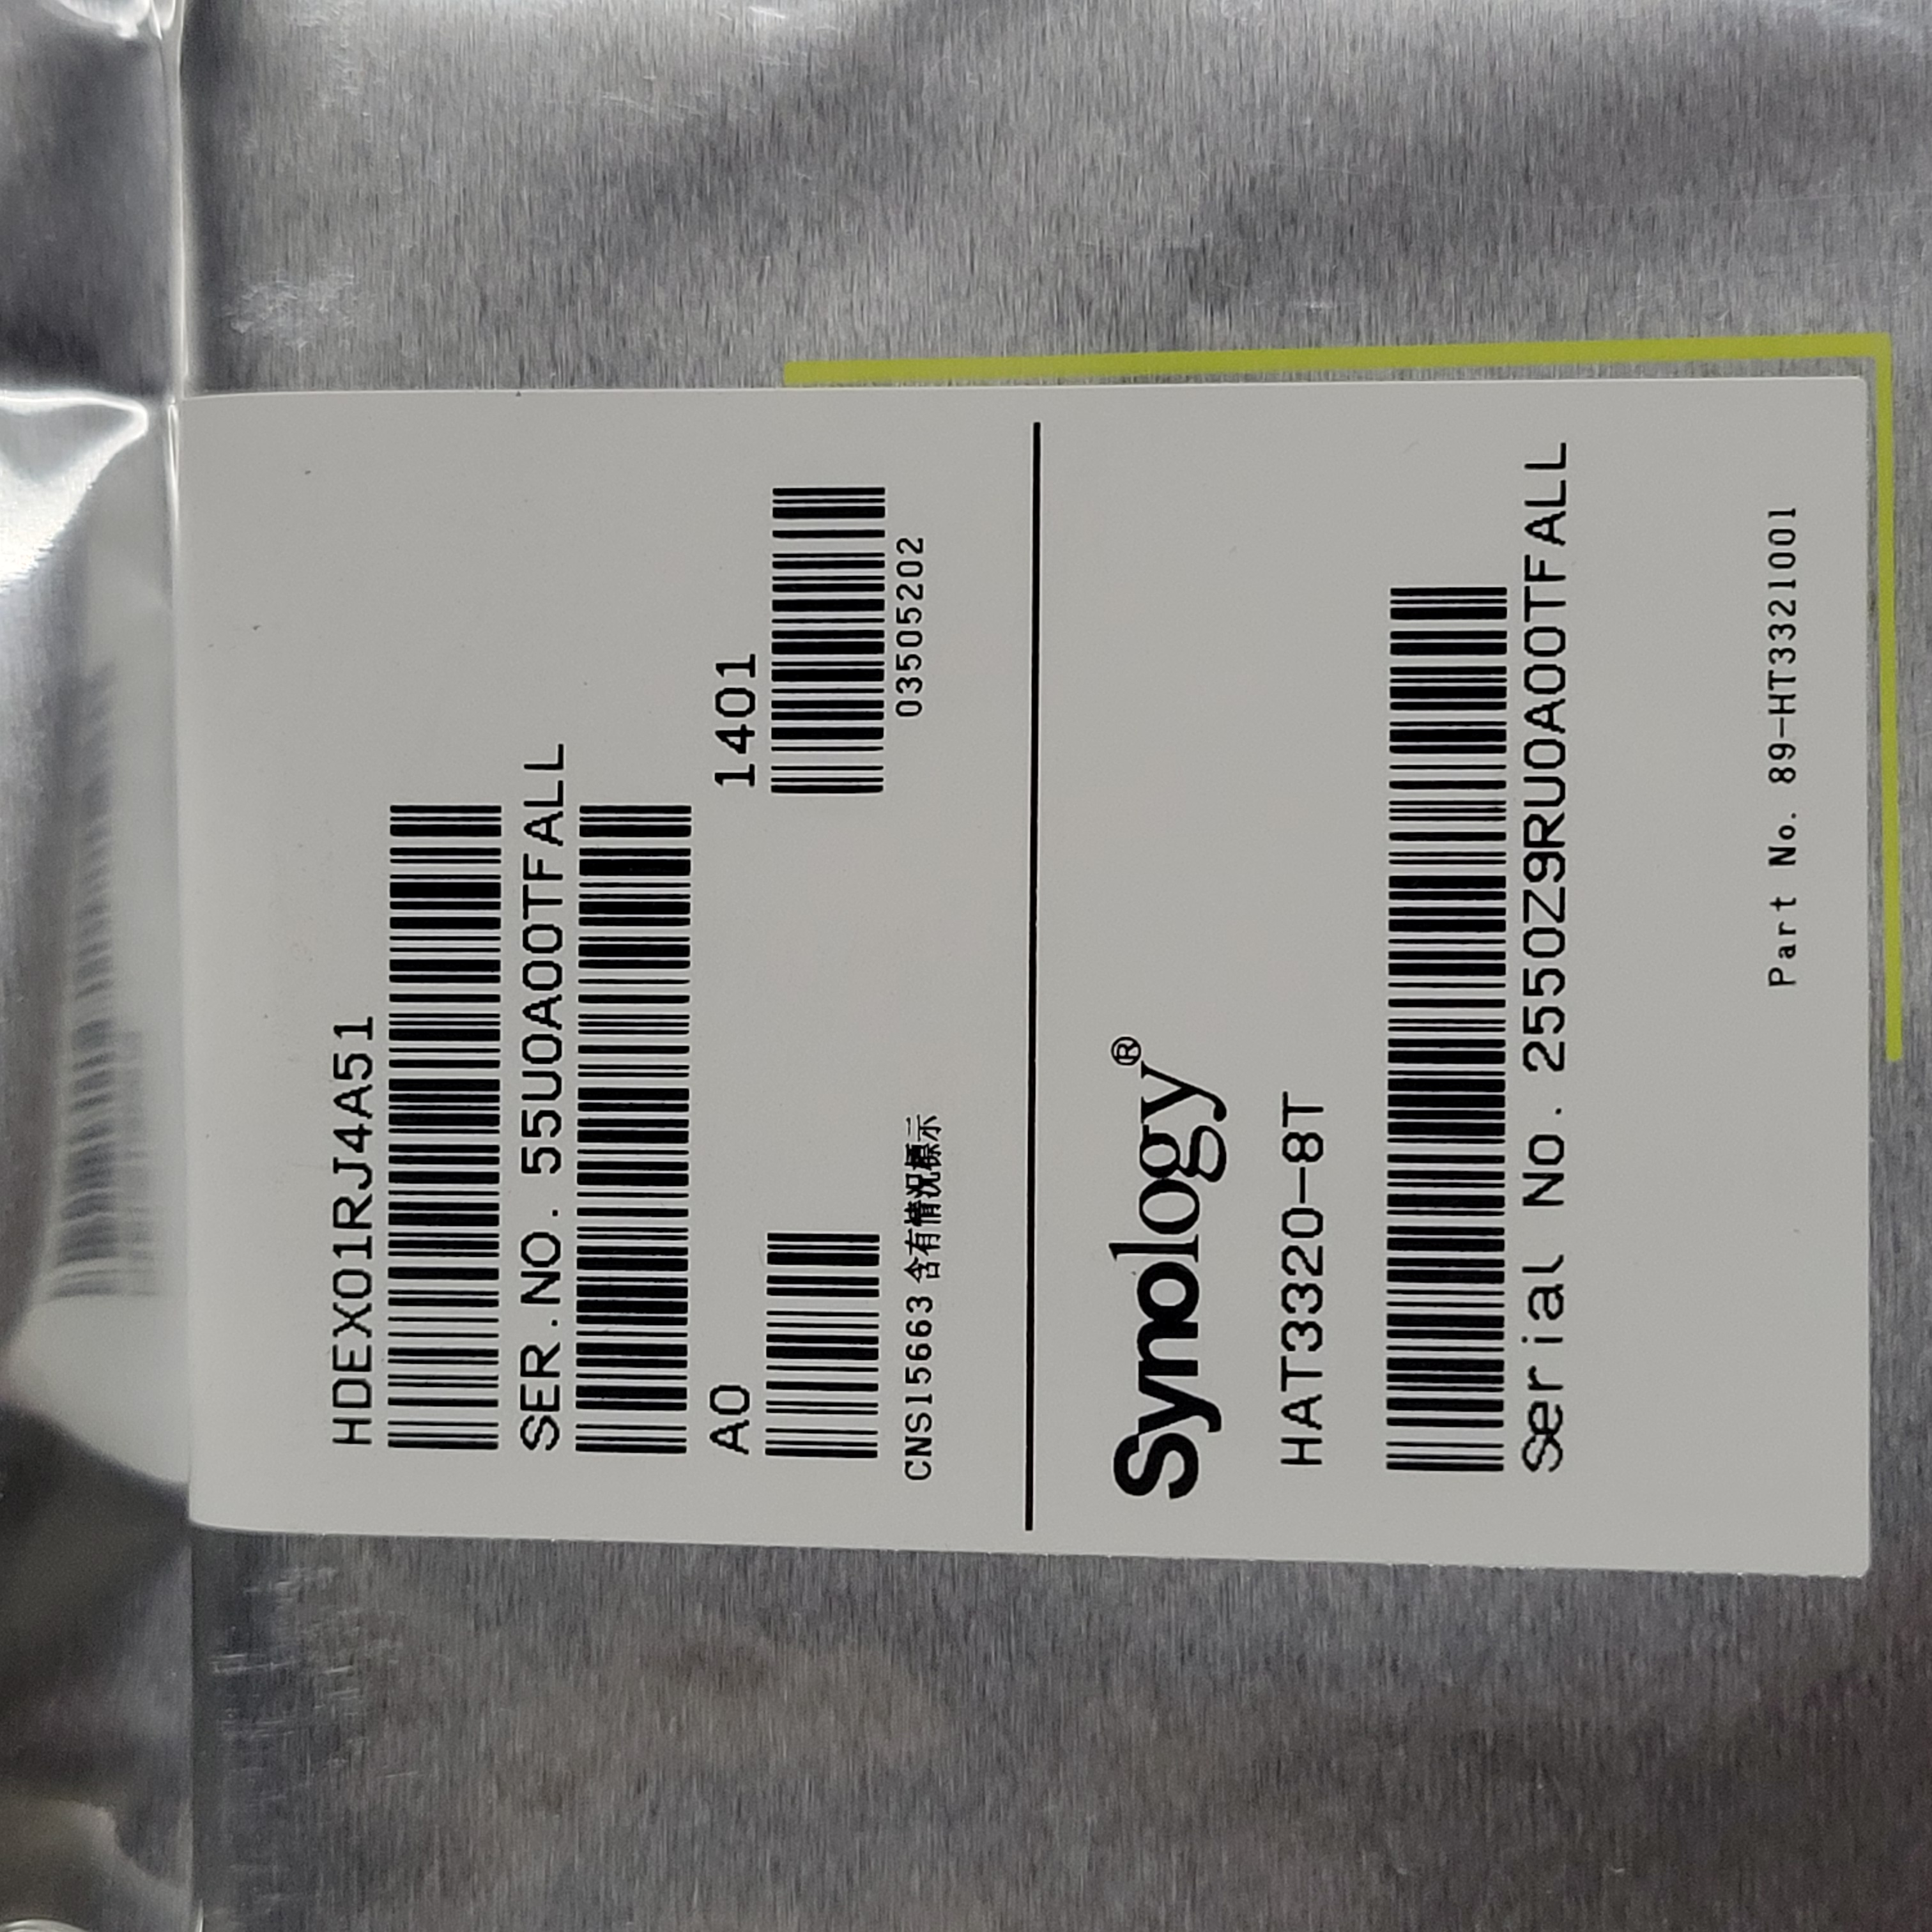 HDEX01RJ4A51
SER.NO. 55U0A00TFALL
A0
1401
03505202
CNS15663 含有情況標示
Synology®
HAT3320-8T
Serial No. 2550Z9RU0A00TFALL
Part No. 89-HT3321001